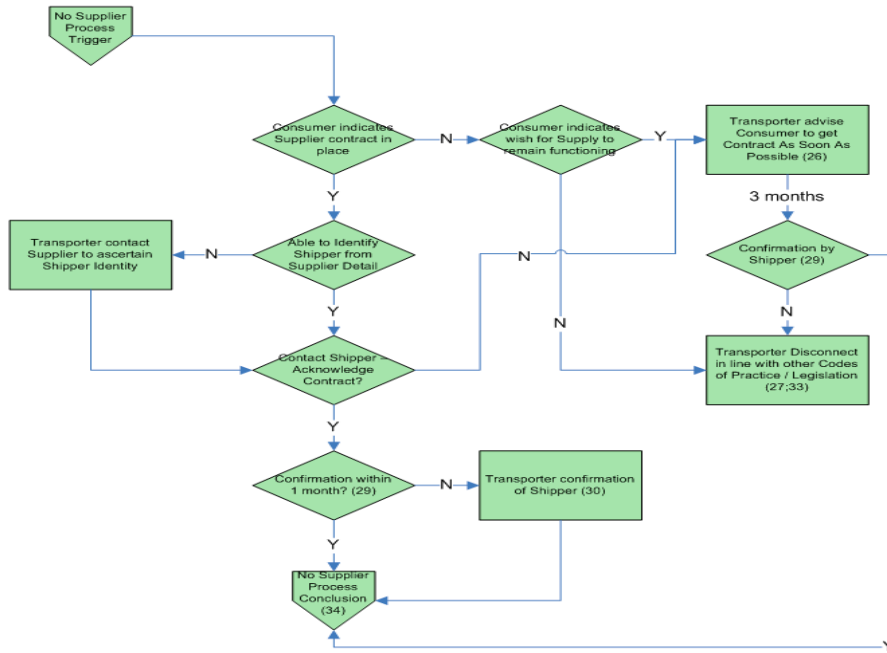 No Supplier
Process
Trigger
Consumer indicates
Supplier contract in
place
N
Consumer indicates
wish for Supply to
remain functioning
Y
Transporter advise
Consumer to get
Contract As Soon As
Possible (26)
Y
3 months
Transporter contact
Supplier to ascertain
Shipper Identity
N
Able to Identify
Shipper from
Supplier Detail
N
Confirmation by
Shipper (29)
Y
N
N
Contact Shipper –
Acknowledge
Contract?
Transporter Disconnect
in line with other Codes
of Practice / Legislation
(27;33)
Y
Confirmation within
1 month? (29)
N
Transporter confirmation
of Shipper (30)
Y
No Supplier
Process
Conclusion
(34)
Y